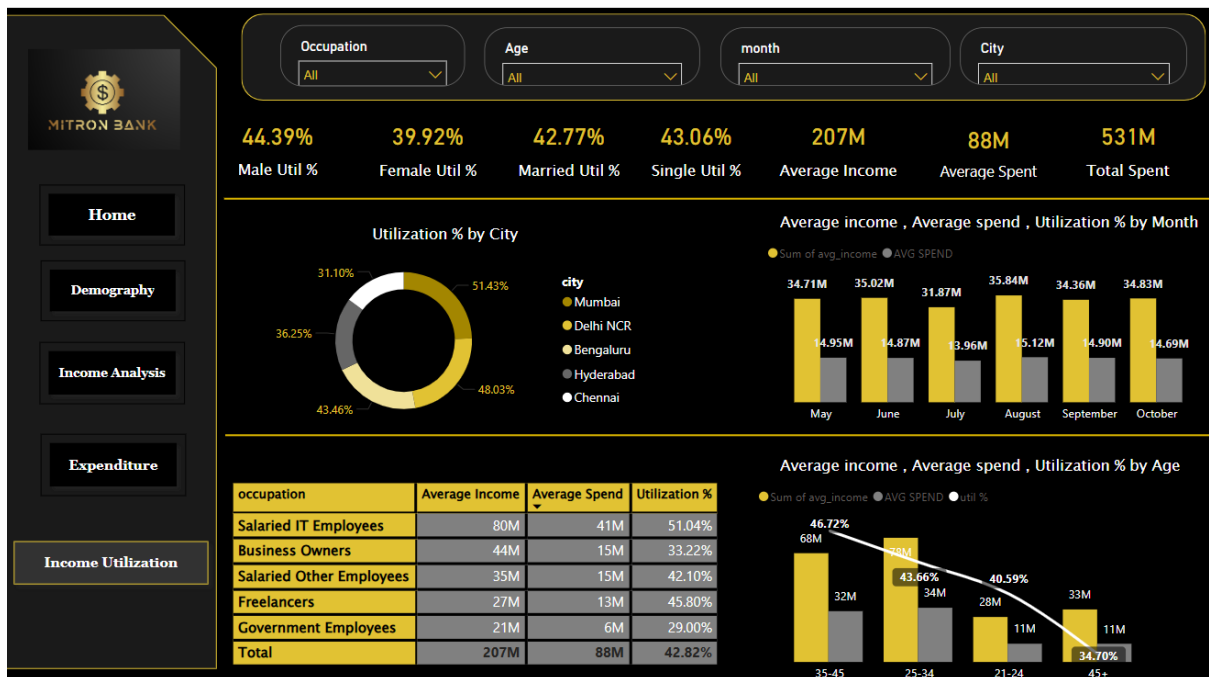 MITRON BANK
Home
Demography
Income Analysis
Expenditure
Income Utilization
Occupation
All
Age
All
month
All
City
All
44.39%
Male Util %
39.92%
Female Util %
42.77%
Married Util %
43.06%
Single Util %
207M
Average Income
88M
Average Spent
531M
Total Spent
Utilization % by City
31.10%
51.43%
36.25%
48.03%
43.46%
city
Mumbai
Delhi NCR
Bengaluru
Hyderabad
Chennai
Average income , Average spend , Utilization % by Month
Sum of avg_income AVG SPEND
34.71M 35.02M 31.87M 35.84M 34.36M 34.83M
14.95M 14.87M 13.96M 15.12M 14.90M 14.69M
May June July August September October
occupation Average Income Average Spend Utilization %
Salaried IT Employees 80M 41M 51.04%
Business Owners 44M 15M 33.22%
Salaried Other Employees 35M 15M 42.10%
Freelancers 27M 13M 45.80%
Government Employees 21M 6M 29.00%
Total 207M 88M 42.82%
Average income , Average spend , Utilization % by Age
Sum of avg_income AVG SPEND util %
46.72%
68M
78M
43.66%
40.59%
32M
34M
28M
33M
11M
11M
34.70%
35-45 25-34 21-24 45+